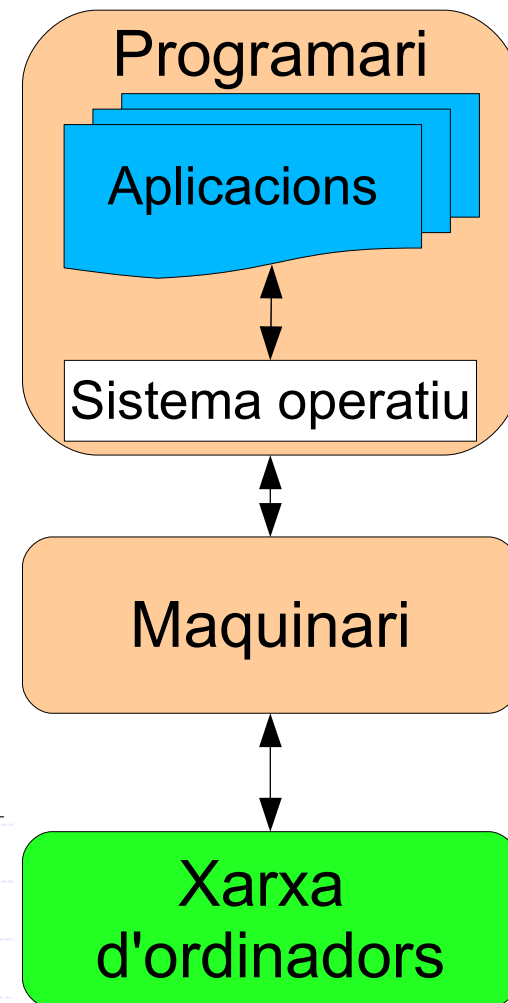 Programari
Aplicacions
Sistema operatiu
Maquinari
Xarxa
d'ordinadors